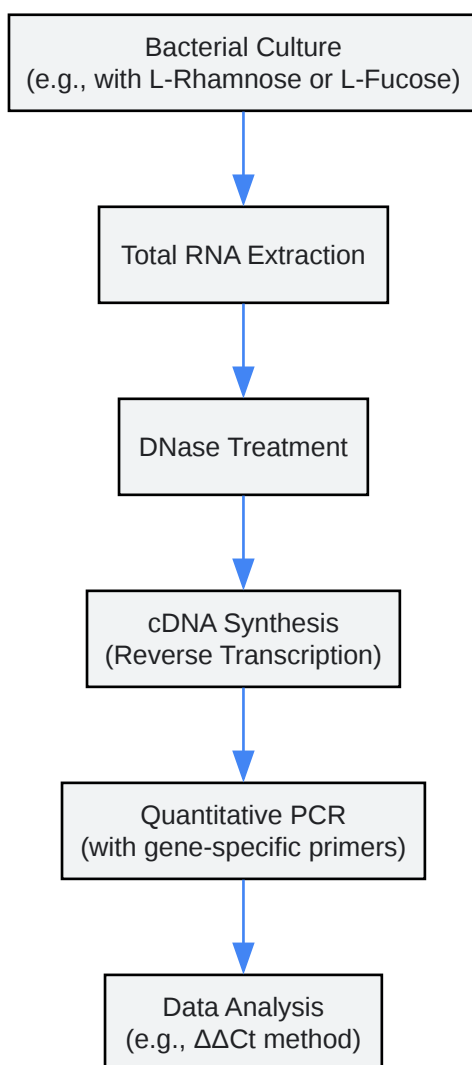 Bacterial Culture
(e.g., with L-Rhamnose or L-Fucose)
Total RNA Extraction
DNase Treatment
cDNA Synthesis
(Reverse Transcription)
Quantitative PCR
(with gene-specific primers)
Data Analysis
(e.g., ΔΔCt method)